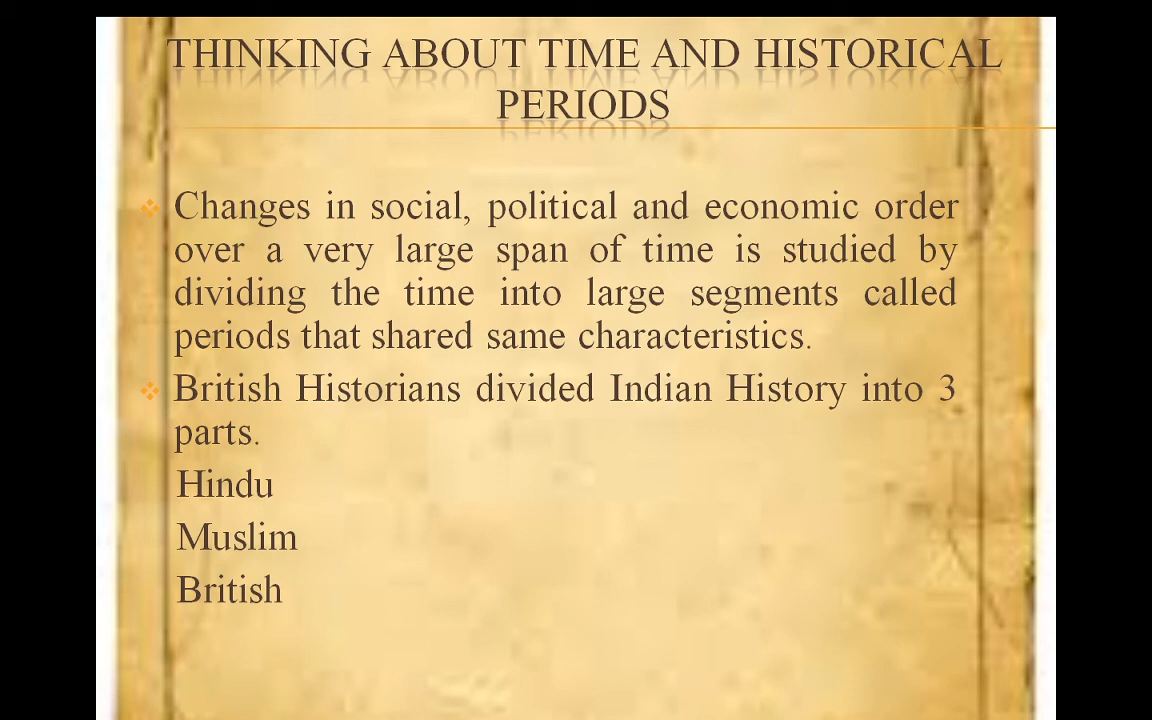 THINKING ABOUT TIME AND HISTORICAL
PERIODS
Changes in social, political and economic order
over a very large span of time is studied by
dividing the time into large segments called
periods that shared same characteristics.
British Historians divided Indian History into 3
parts.
Hindu
Muslim
British